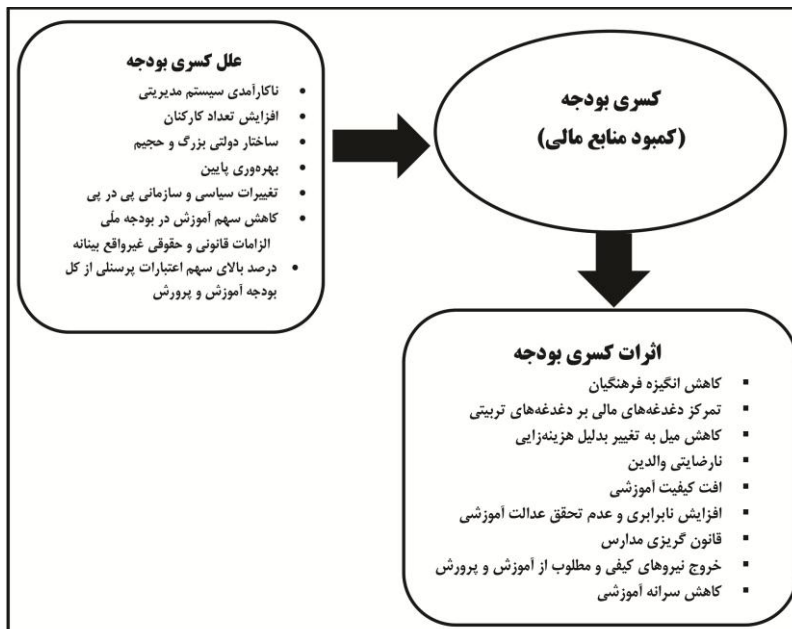 علل کسری بودجه
• ناکارآمدی سیستم مدیریتی
• افزایش تعداد کارکنان
• ساختار دولتی بزرگ و حجیم
• بهره‌وری پایین
• تغییرات سیاسی و سازمانی پی در پی
• کاهش سهم آموزش در بودجه ملّی
الزامات قانونی و حقوقی غیرواقع بینانه
• درصد بالای سهم اعتبارات پرسنلی از کل
بودجه آموزش و پرورش
کسری بودجه
(کمبود منابع مالی)
اثرات کسری بودجه
▪ کاهش انگیزه فرهنگیان
▪ تمرکز دغدغه‌های مالی بر دغدغه‌های تربیتی
▪ کاهش میل به تغییر بدلیل هزینه‌زایی
▪ نارضایتی والدین
▪ افت کیفیت آموزشی
▪ افزایش نابرابری و عدم تحقق عدالت آموزشی
▪ قانون گریزی مدارس
▪ خروج نیروهای کیفی و مطلوب از آموزش و پرورش
▪ کاهش سرانه آموزشی